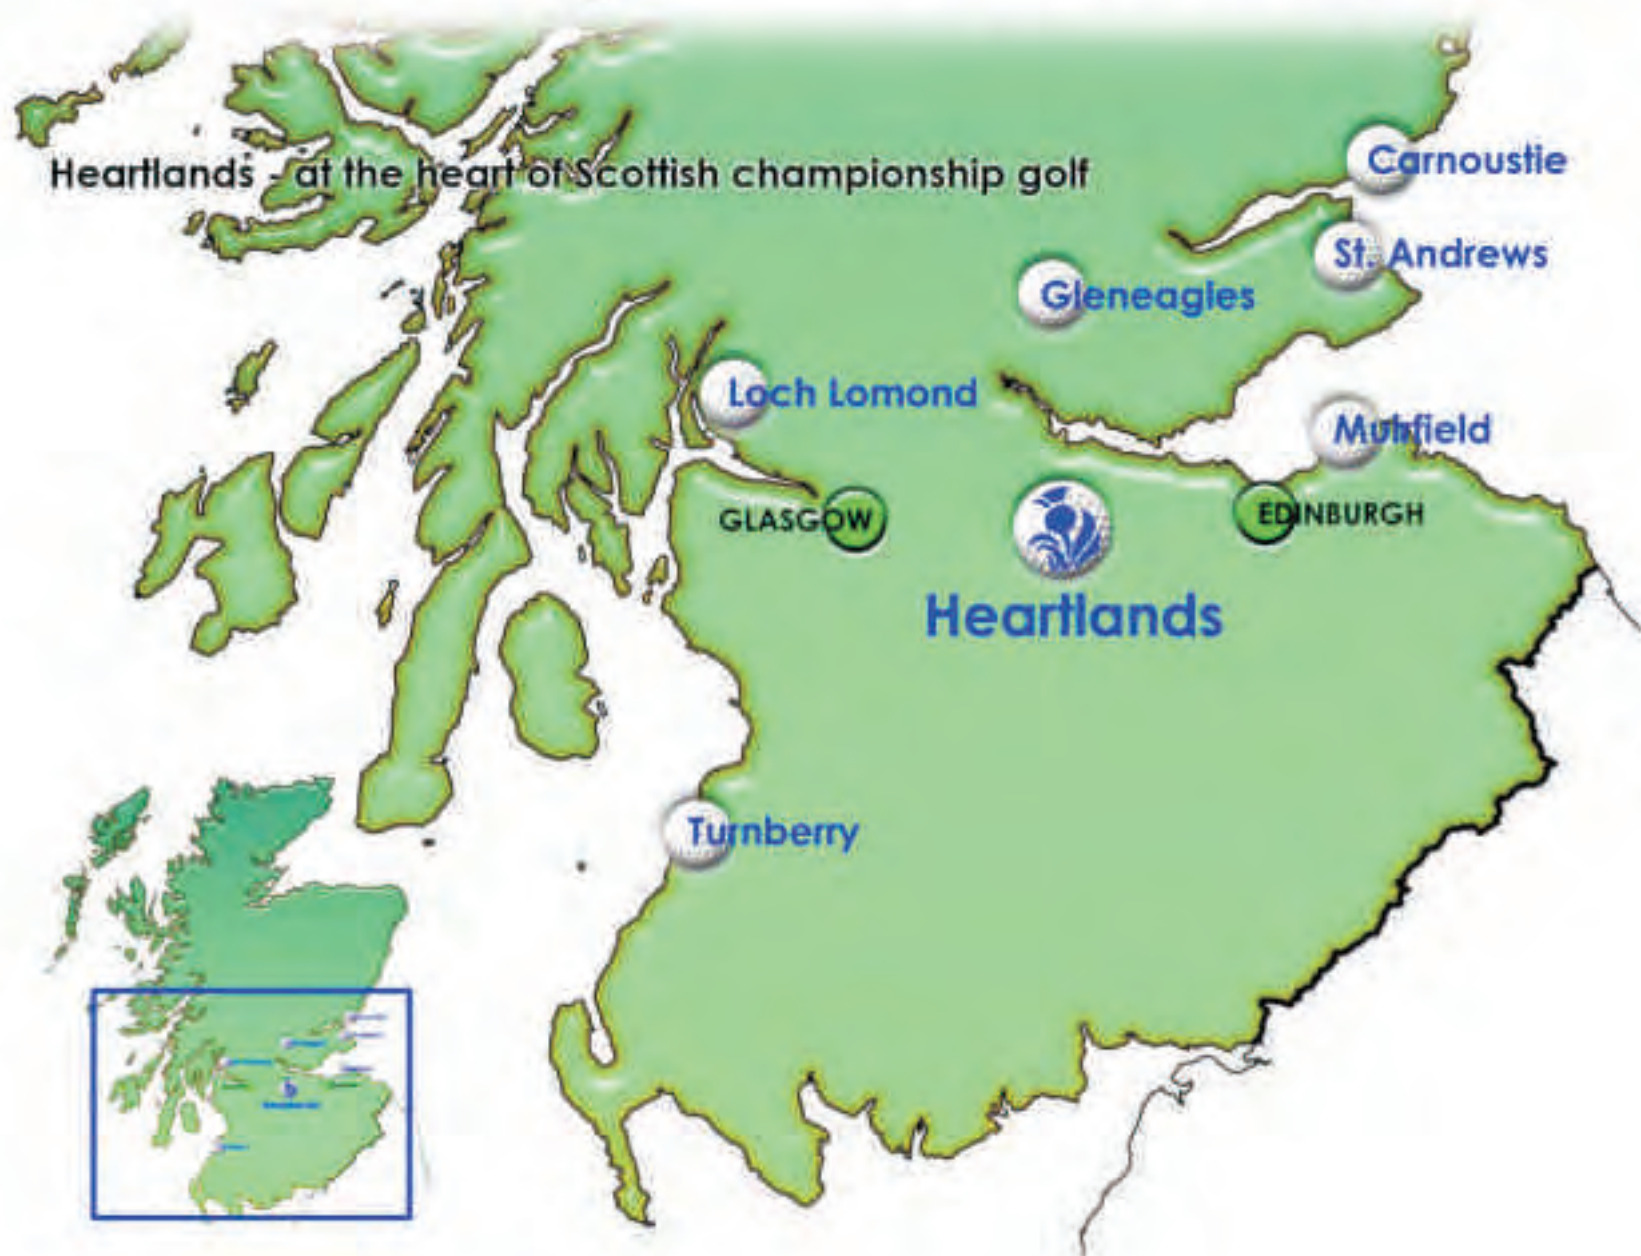 Heartlands - at the heart of Scottish championship golf
Carnoustie
St. Andrews
Gleneagles
Loch Lomond
Muirfield
GLASGOW
EDINBURGH
Heartlands
Turnberry